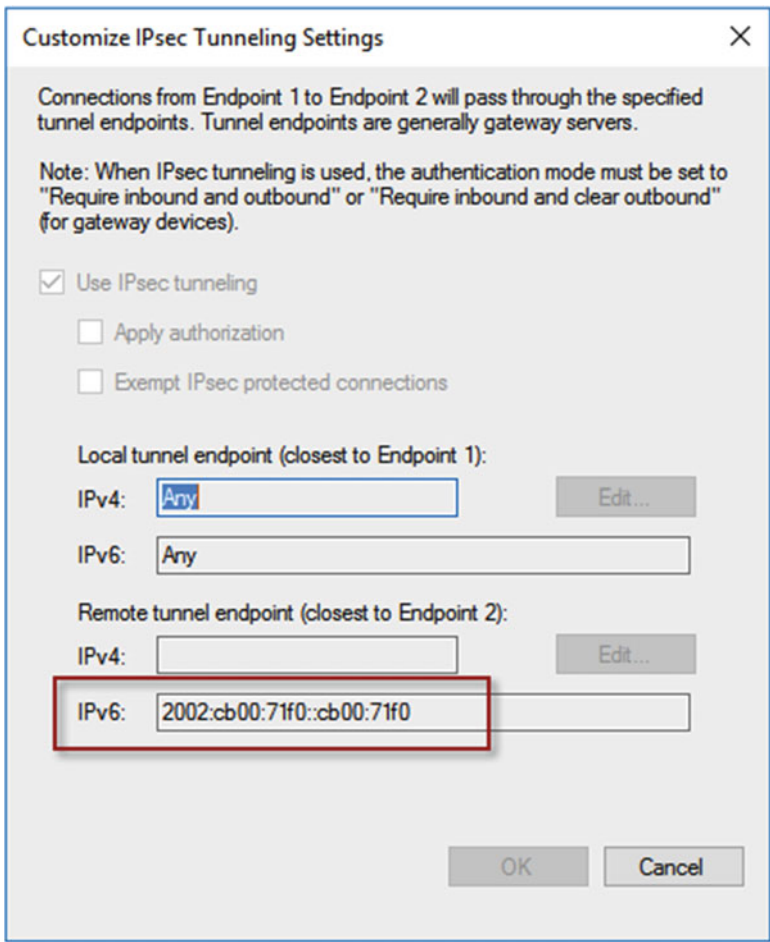 Customize IPsec Tunneling Settings
Connections from Endpoint 1 to Endpoint 2 will pass through the specified
tunnel endpoints. Tunnel endpoints are generally gateway servers.
Note: When IPsec tunneling is used, the authentication mode must be set to
"Require inbound and outbound" or "Require inbound and clear outbound"
(for gateway devices).
Use IPsec tunneling
Apply authorization
Exempt IPsec protected connections
Local tunnel endpoint (closest to Endpoint 1):
IPv4: Any Edit...
IPv6: Any
Remote tunnel endpoint (closest to Endpoint 2):
IPv4: Edit...
IPv6: 2002:cb00:71f0::cb00:71f0
OK Cancel